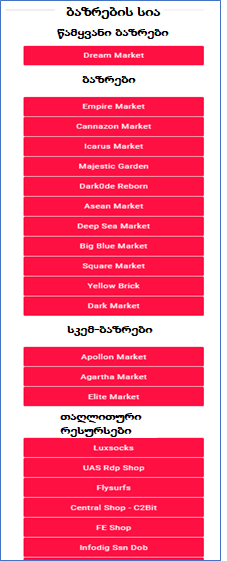 ბაზრების სია
წამყვანი ბაზრები
Dream Market
ბაზრები
Empire Market
Cannazon Market
Icarus Market
Majestic Garden
Dark0de Reborn
Asean Market
Deep Sea Market
Big Blue Market
Square Market
Yellow Brick
Dark Market
სკემ-ბაზრები
Apollon Market
Agartha Market
Elite Market
თაღლითური
რესურსები
Luxsocks
UAS Rdp Shop
Flysurfs
Central Shop - C2Bit
FE Shop
Infodig Ssn Dob